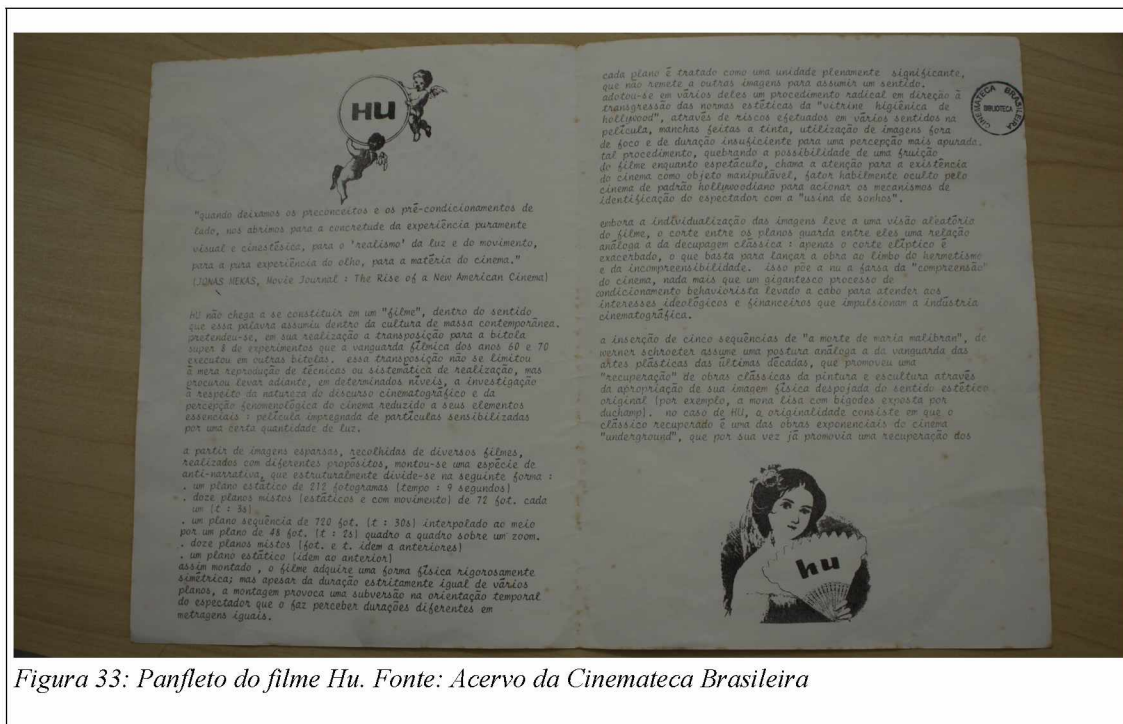 HU
"quando deixamos os preconceitos e os pré-condicionamentos de
lado, nos abrimos para a concretude da experiência puramente
visual e cinestésica, para o 'realismo' da luz e do movimento,
para a pura experiência do olho, para a matéria do cinema."
(JONAS MEKAS, Movie Journal : The Rise of a New American Cinema)
HU não chega a se constituir em um "filme", dentro do sentido
que essa palavra assumiu dentro da cultura de massa contemporânea.
pretendeu-se, em sua realização a transposição para a bitola
super 8 de experimentos que a vanguarda fílmica dos anos 60 e 70
executou em outras bitolas. essa transposição não se limitou
à mera reprodução de técnicas ou sistemática de realização, mas
procurou levar adiante, em determinados níveis, a investigação
a respeito da natureza do discurso cinematográfico e da
percepção fenomenológica do cinema reduzido a seus elementos
essenciais : película impregnada de partículas sensibilizadas
por uma certa quantidade de luz.
a partir de imagens esparsas, recolhidas de diversos filmes,
realizados com diferentes propósitos, montou-se uma espécie de
anti-narrativa, que estruturalmente divide-se na seguinte forma :
. um plano estático de 212 fotogramas (tempo : 9 segundos)
. doze planos mistos (estáticos e com movimento) de 72 fot. cada
um (t : 3s)
. um plano sequência de 720 fot. (t : 30s) interpolado ao meio
por um plano de 48 fot. (t : 2s) quadro a quadro sobre um zoom.
. doze planos mistos (fot. e t. idem a anteriores)
. um plano estático (idem ao anterior)
assim montado , o filme adquire uma forma física rigorosamente
simétrica; mas apesar da duração estritamente igual de vários
planos, a montagem provoca uma subversão na orientação temporal
do espectador que o faz perceber durações diferentes em
metragens iguais.
cada plano é tratado como uma unidade plenamente significante,
que não remete a outras imagens para assumir um sentido.
adotou-se em vários deles um procedimento radical em direção à
transgressão das normas estéticas da "vitrine higiênica de
hollywood", através de riscos efetuados em vários sentidos na
película, manchas feitas a tinta, utilização de imagens fora
de foco e de duração insuficiente para uma percepção mais apurada.
tal procedimento, quebrando a possibilidade de uma fruição
do filme enquanto espetáculo, chama a atenção para a existência
do cinema como objeto manipulável, fator habilmente oculto pelo
cinema de padrão hollywoodiano para acionar os mecanismos de
identificação do espectador com a "usina de sonhos".
CINEMATECA BRASILEIRA
BIBLIOTECA
embora a individualização das imagens leve a uma visão aleatória
do filme, o corte entre os planos guarda entre eles uma relação
análoga a da decupagem clássica : apenas o corte elíptico é
exacerbado, o que basta para lançar a obra ao limbo do hermetismo
e da incompreensibilidade. isso põe a nu a farsa da "compreensão"
do cinema, nada mais que um gigantesco processo de
condicionamento behaviorista levado a cabo para atender aos
interesses ideológicos e financeiros que impulsionam a indústria
cinematográfica.
a inserção de cinco sequências de "a morte de maria malibran", de
werner schroeter assume uma postura análoga a da vanguarda das
artes plásticas das últimas décadas, que promoveu uma
"recuperação" de obras clássicas da pintura e escultura através
da apropriação de sua imagem física despojada do sentido estético
original (por exemplo, a mona lisa com bigodes exposta por
duchamp). no caso de HU, a originalidade consiste em que o
clássico recuperado é uma das obras exponenciais do cinema
"underground", que por sua vez já promovia uma recuperação dos
hu
Figura 33: Panfleto do filme Hu. Fonte: Acervo da Cinemateca Brasileira